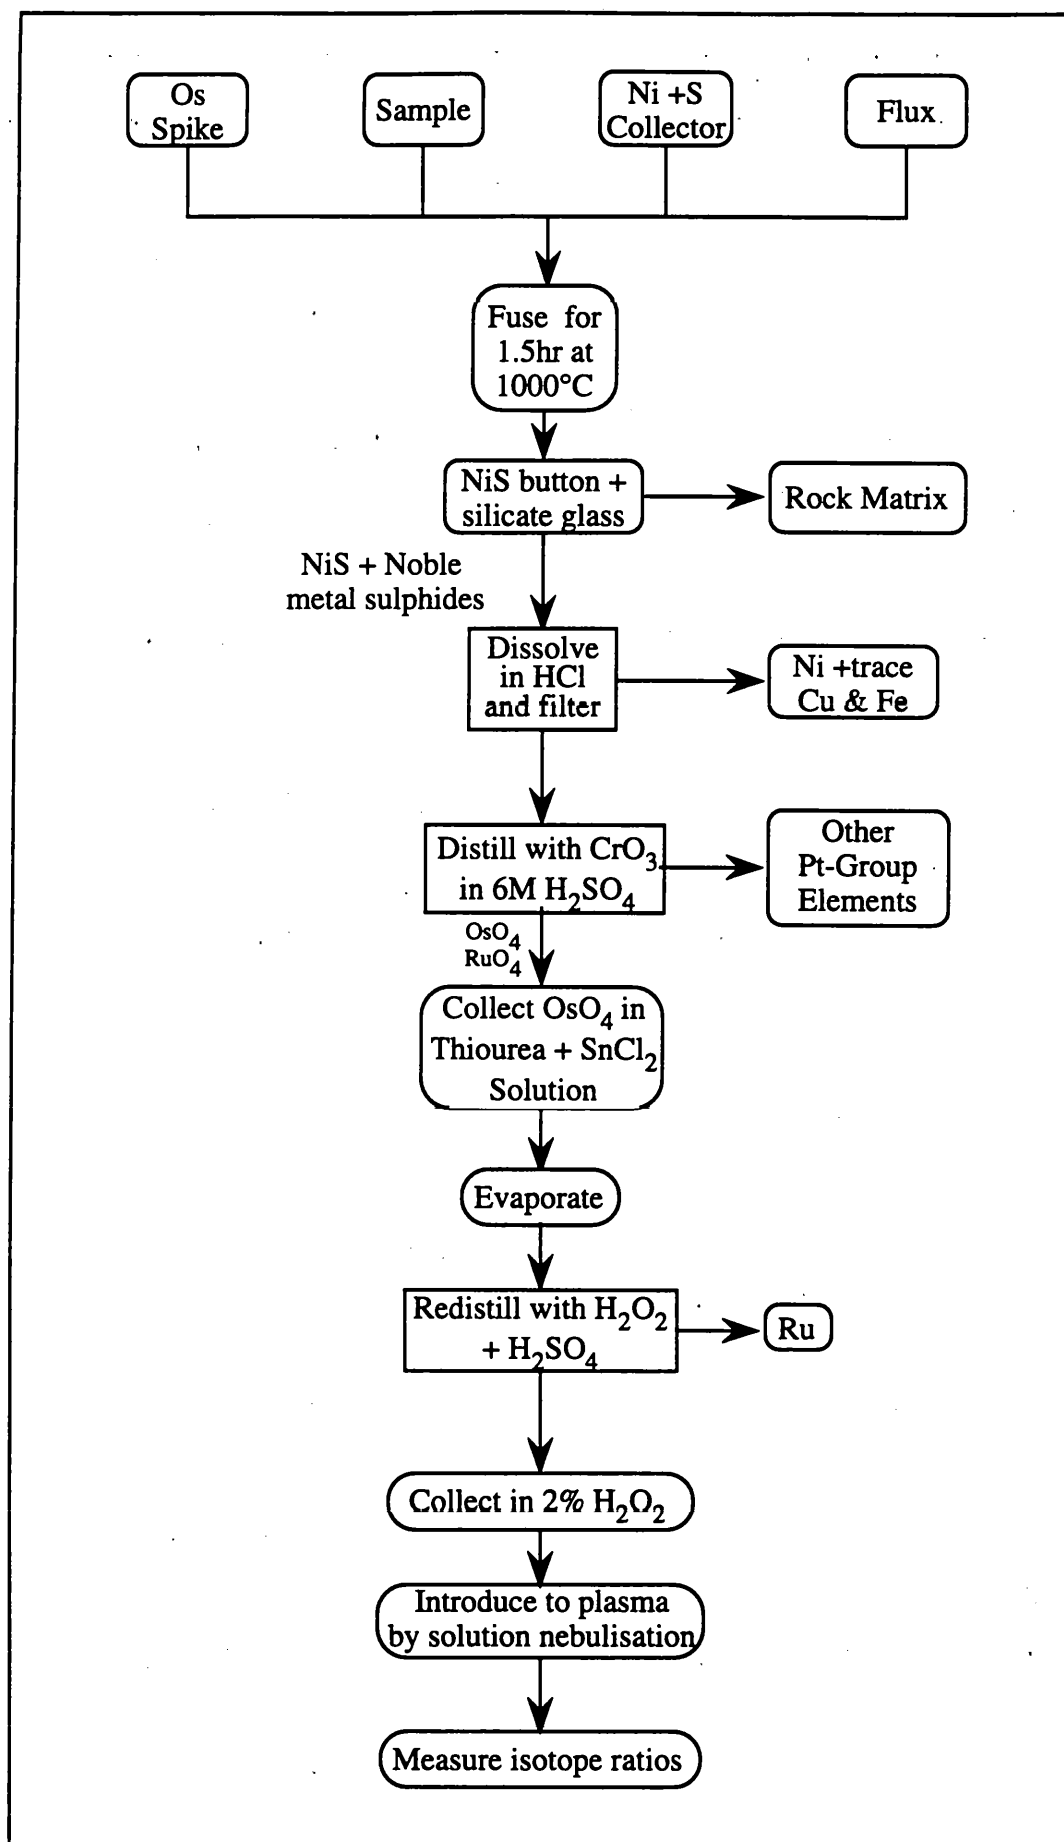 Os
Spike
Sample
Ni +S
Collector
Flux
Fuse for
1.5hr at
1000°C
NiS button +
silicate glass
Rock Matrix
NiS + Noble
metal sulphides
Dissolve
in HCl
and filter
Ni +trace
Cu & Fe
Distill with CrO₃
in 6M H₂SO₄
Other
Pt-Group
Elements
OsO₄
RuO₄
Collect OsO₄ in
Thiourea + SnCl₂
Solution
Evaporate
Redistill with H₂O₂
+ H₂SO₄
Ru
Collect in 2% H₂O₂
Introduce to plasma
by solution nebulisation
Measure isotope ratios